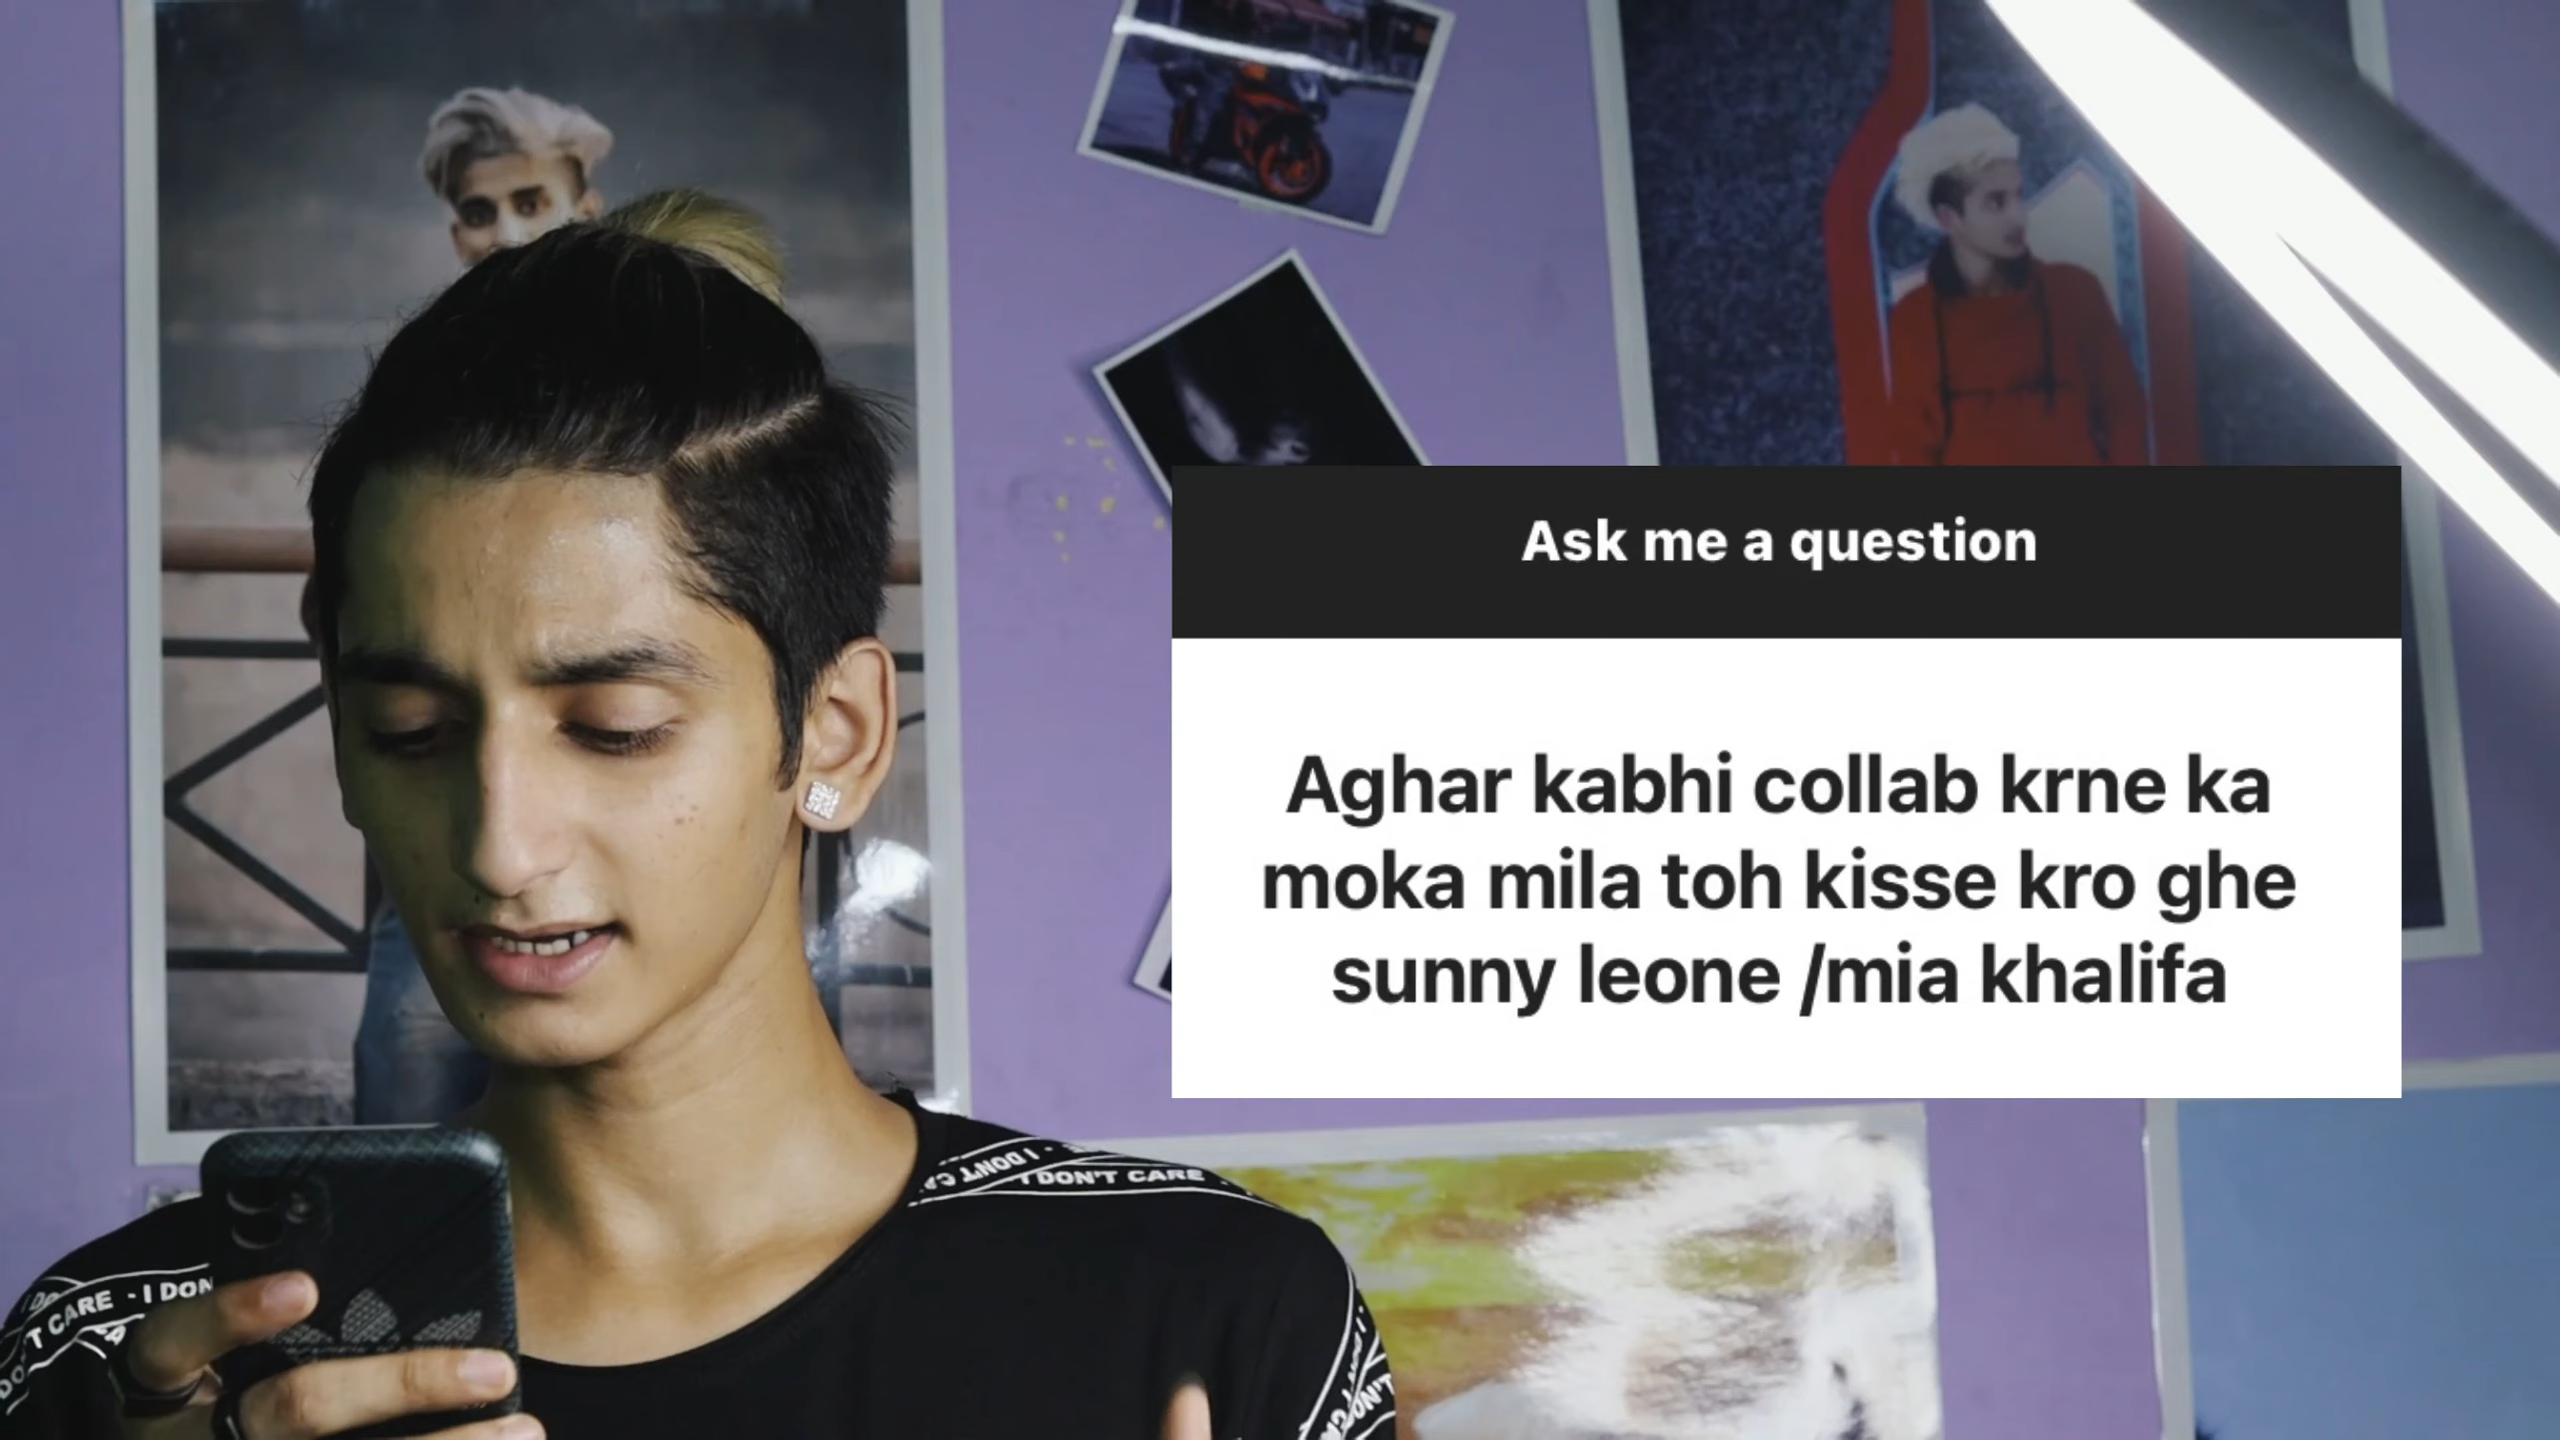 Ask me a question
Aghar kabhi collab krne ka
moka mila toh kisse kro ghe
sunny leone /mia khalifa
I DON'T CARE
- I DON
T CARE